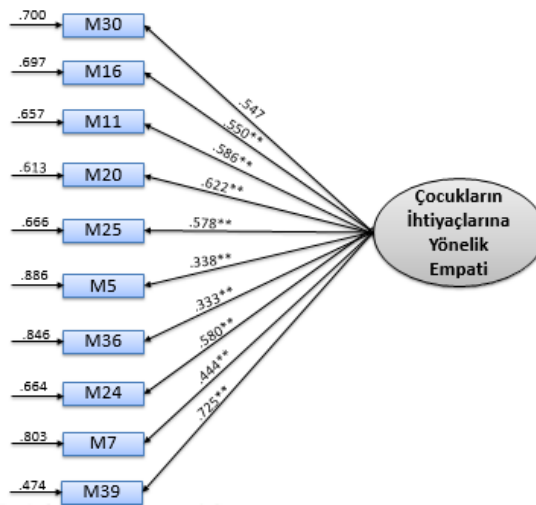 .700 M30
.547
.697 M16
.550**
.657 M11
.586**
.613 M20
.622**
.666 M25
.578**
.886 M5
.338**
.846 M36
.333**
.664 M24
.580**
.803 M7
.444**
.474 M39
.725**
Çocukların
İhtiyaçlarına
Yönelik
Empati